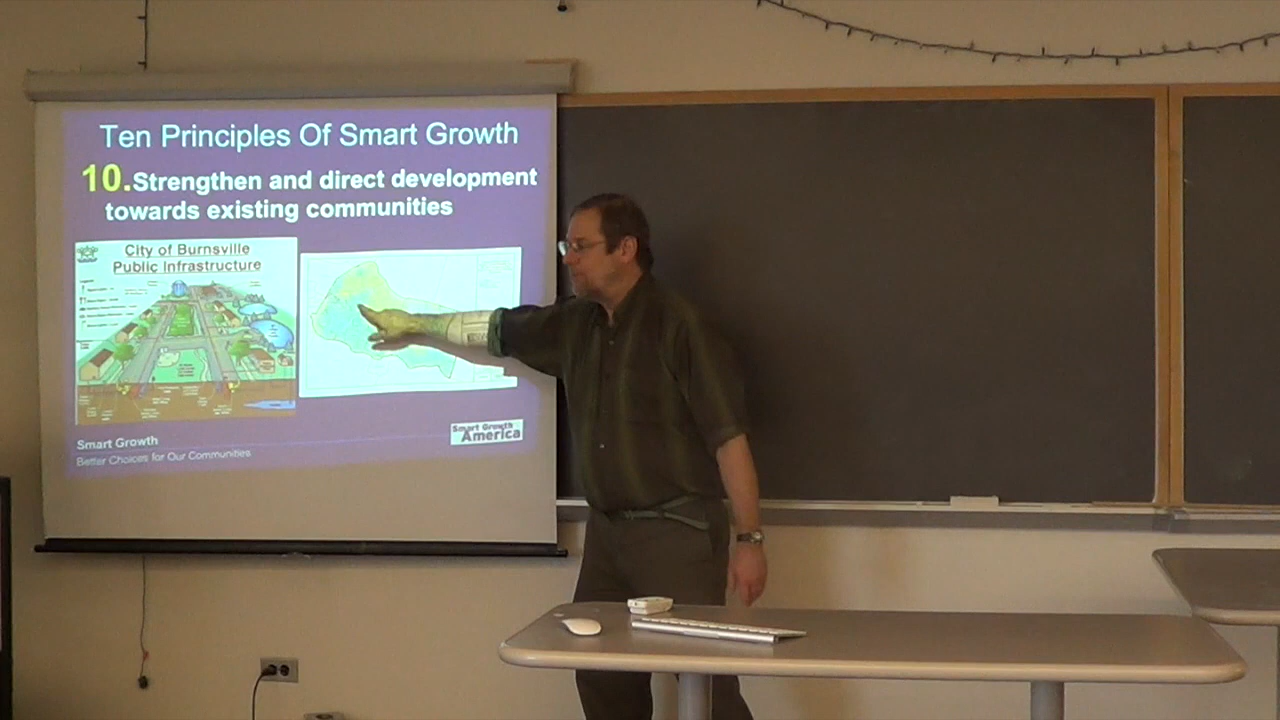 Ten Principles Of Smart Growth
10.Strengthen and direct development
towards existing communities
City of Burnsville
Public Infrastructure
Smart Growth
Better Choices for Our Communities
Smart Growth
America